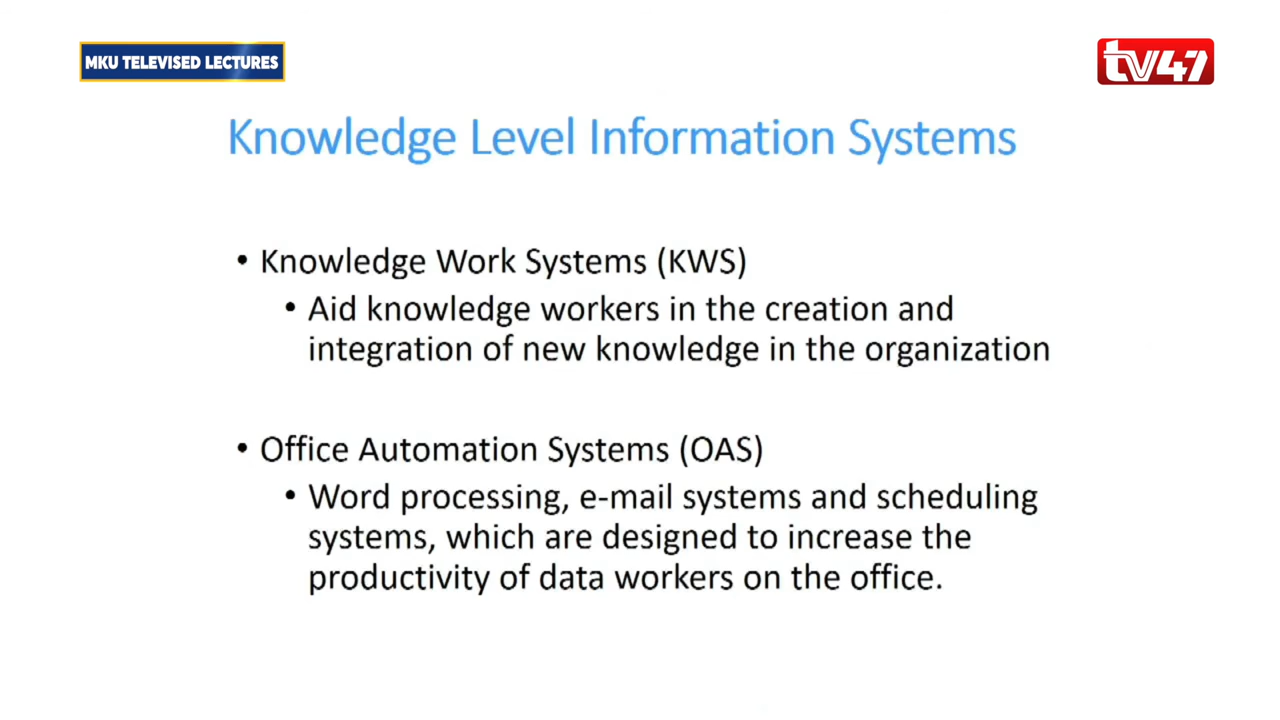 MKU TELEVISED LECTURES
tv47
Knowledge Level Information Systems
• Knowledge Work Systems (KWS)
• Aid knowledge workers in the creation and
integration of new knowledge in the organization
• Office Automation Systems (OAS)
• Word processing, e-mail systems and scheduling
systems, which are designed to increase the
productivity of data workers on the office.